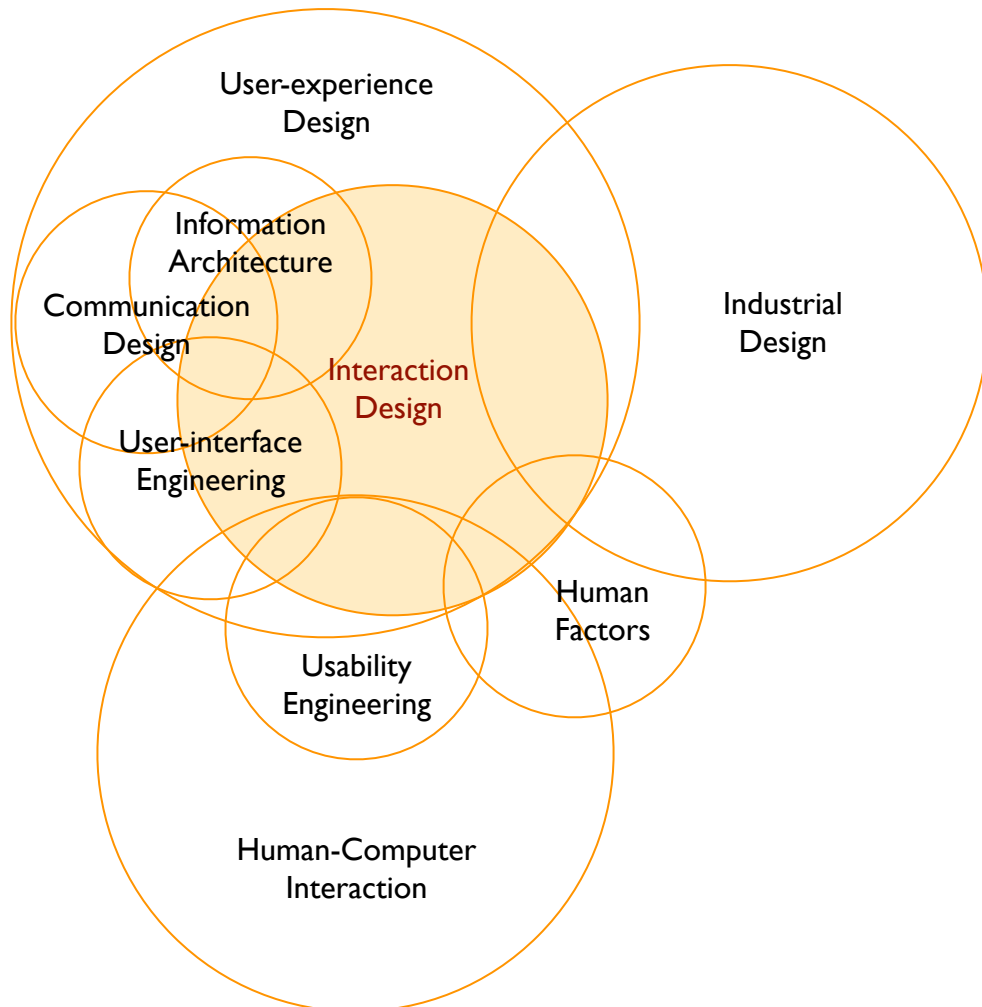 User-experience
Design
Information
Architecture
Communication
Design
Industrial
Design
Interaction
Design
User-interface
Engineering
Human
Factors
Usability
Engineering
Human-Computer
Interaction